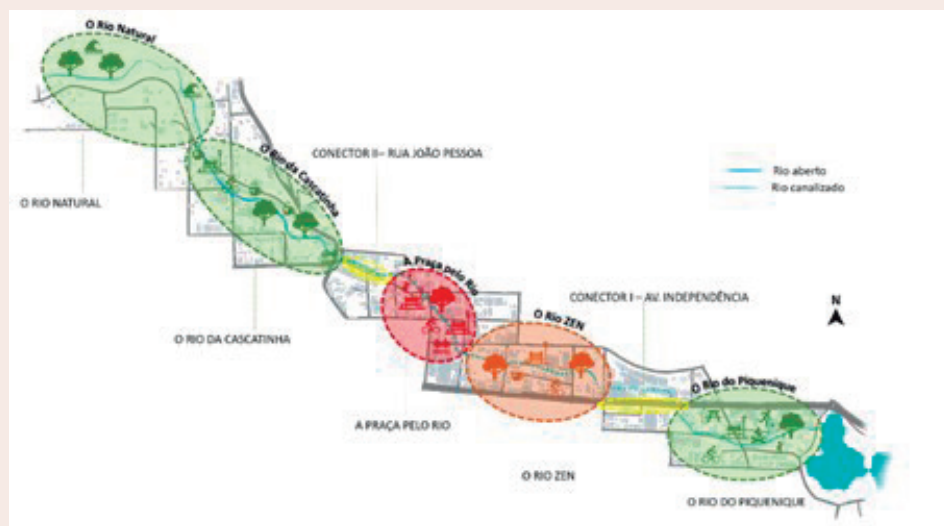 O Rio Natural
O Rio da Cascatinha
CONECTOR II– RUA JOÃO PESSOA
Rio aberto
Rio canalizado
O RIO NATURAL
A Praça pelo Rio
CONECTOR I – AV. INDEPENDÊNCIA
N
O RIO DA CASCATINHA
O Rio ZEN
O Rio do Piquenique
A PRAÇA PELO RIO
O RIO ZEN
O RIO DO PIQUENIQUE